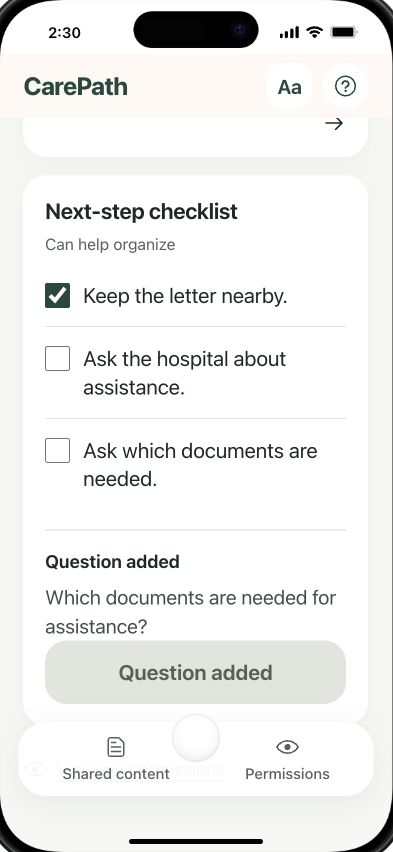 2:30
CarePath
Aa
?
→
Next-step checklist
Can help organize
Keep the letter nearby.
Ask the hospital about
assistance.
Ask which documents are
needed.
Question added
Which documents are needed for
assistance?
Question added
Shared content
Permissions